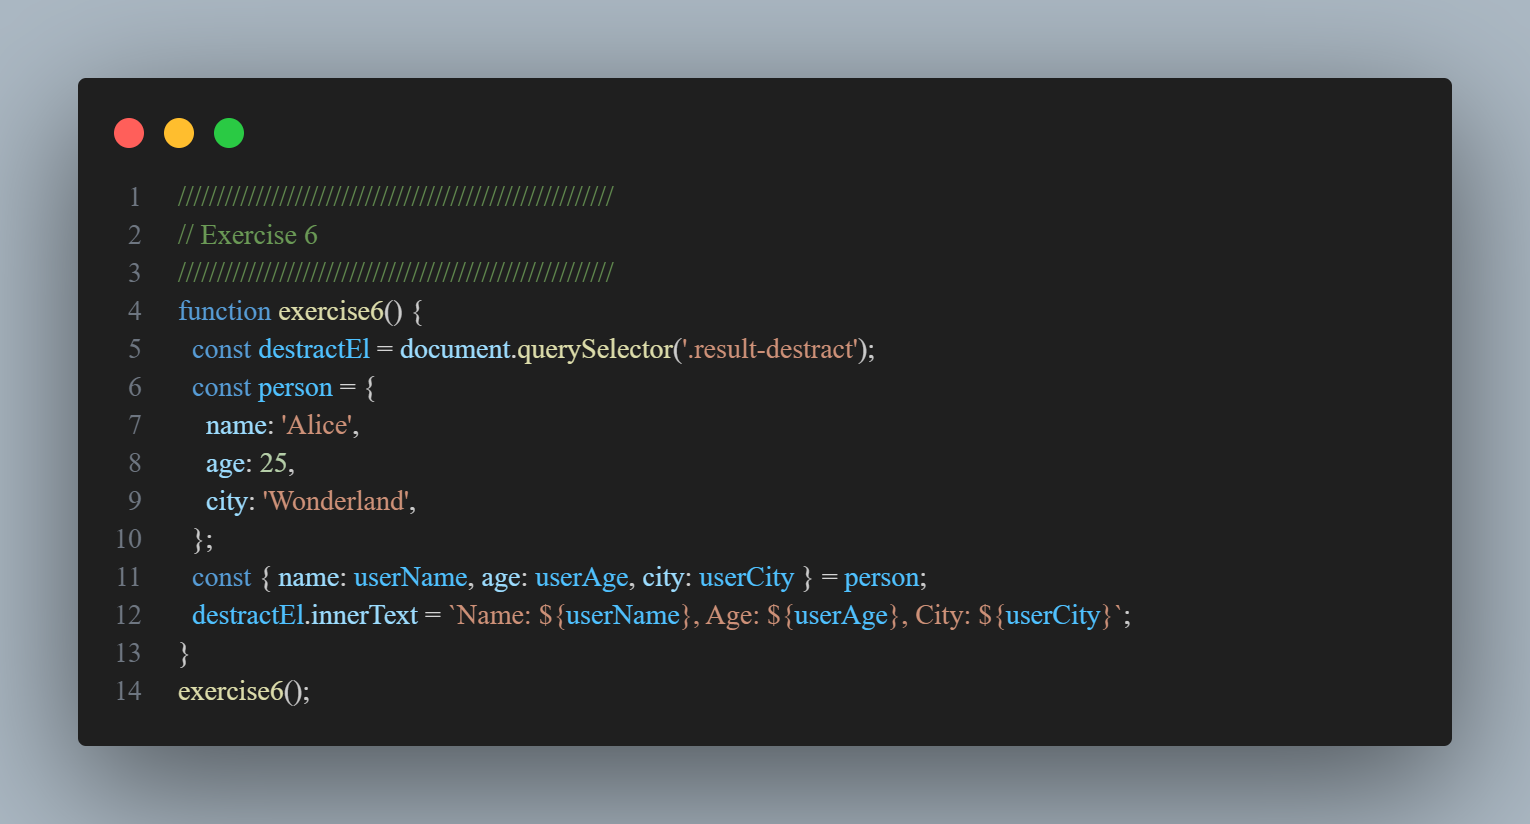 1 ////////////////////////////////////////////////////////
2 // Exercise 6
3 ////////////////////////////////////////////////////////
4 function exercise6() {
5   const destractEl = document.querySelector('.result-destract');
6   const person = {
7     name: 'Alice',
8     age: 25,
9     city: 'Wonderland',
10   };
11   const { name: userName, age: userAge, city: userCity } = person;
12   destractEl.innerText = `Name: ${userName}, Age: ${userAge}, City: ${userCity}`;
13 }
14 exercise6();